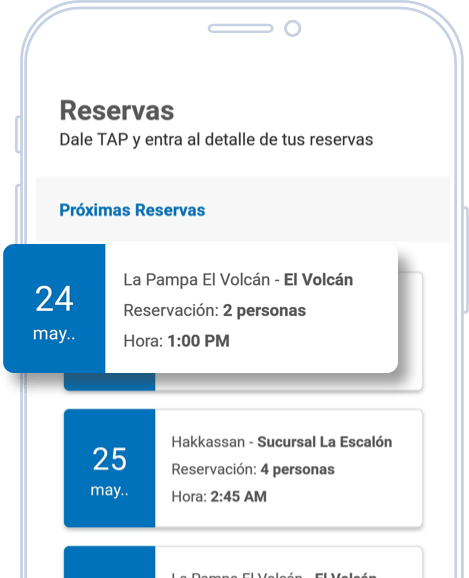 Reservas
Dale TAP y entra al detalle de tus reservas
Próximas Reservas
24
may..
La Pampa El Volcán - El Volcán
Reservación: 2 personas
Hora: 1:00 PM
25
may..
Hakkassan - Sucursal La Escalón
Reservación: 4 personas
Hora: 2:45 AM
La Pampa El Volcán - El Volcán